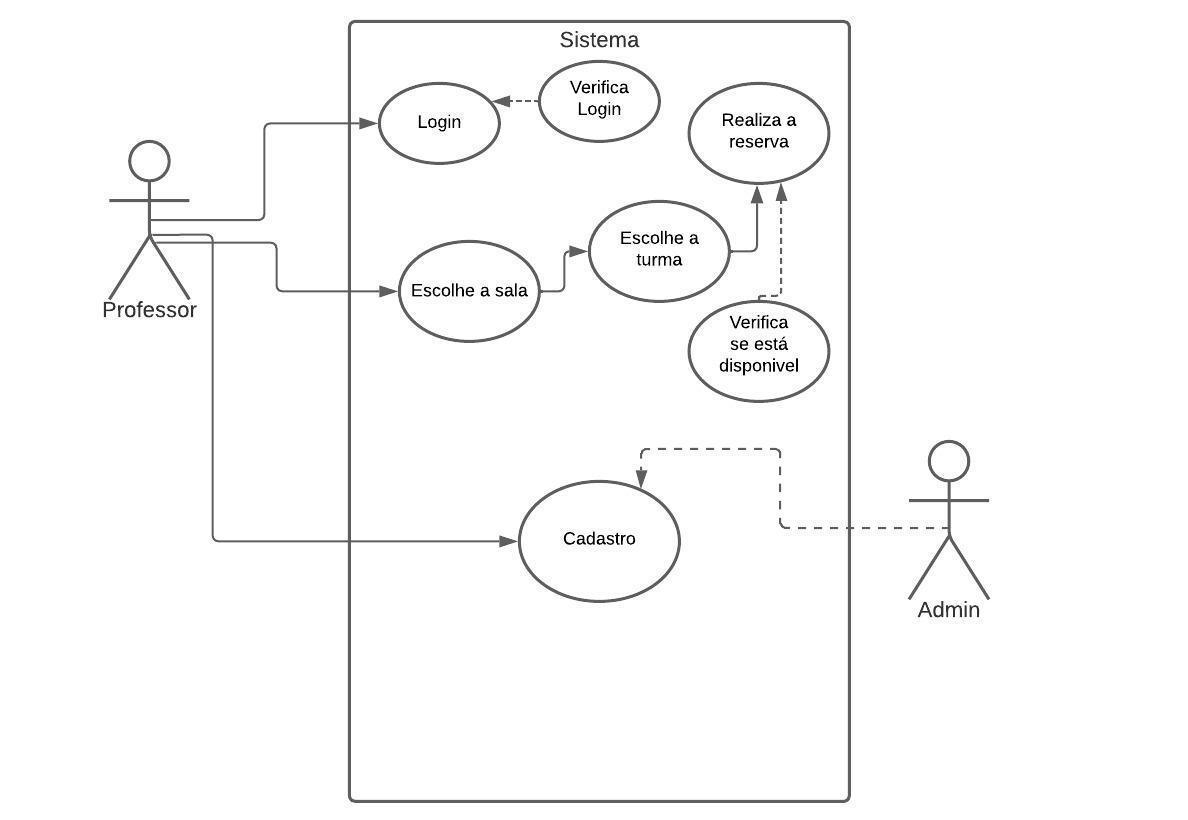 Sistema
Login
Verifica
Login
Realiza a
reserva
Professor
Escolhe a sala
Escolhe a
turma
Verifica
se está
disponivel
Cadastro
Admin